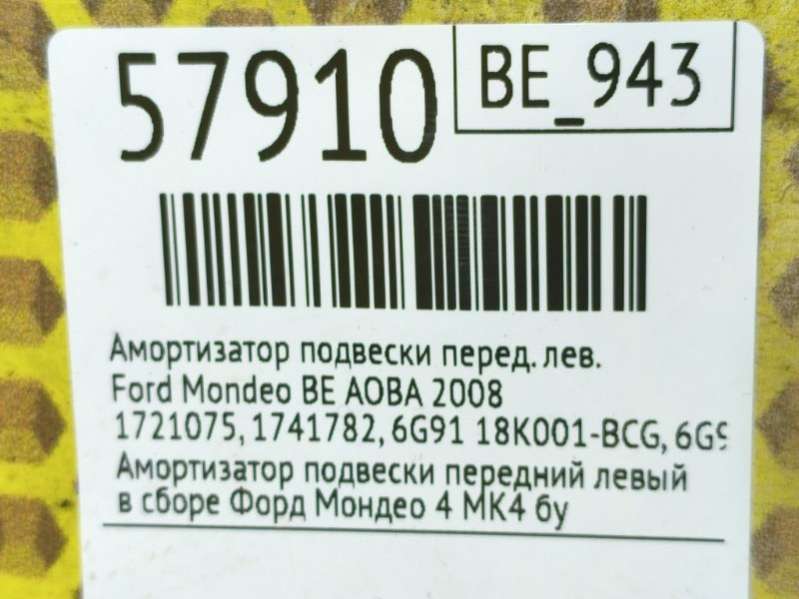 57910
BE_943
Амортизатор подвески перед. лев.
Ford Mondeo BE AOBA 2008
1721075, 1741782, 6G91 18K001-BCG,
Амортизатор подвески передний левый
в сборе Форд Мондео 4 МК4 бу